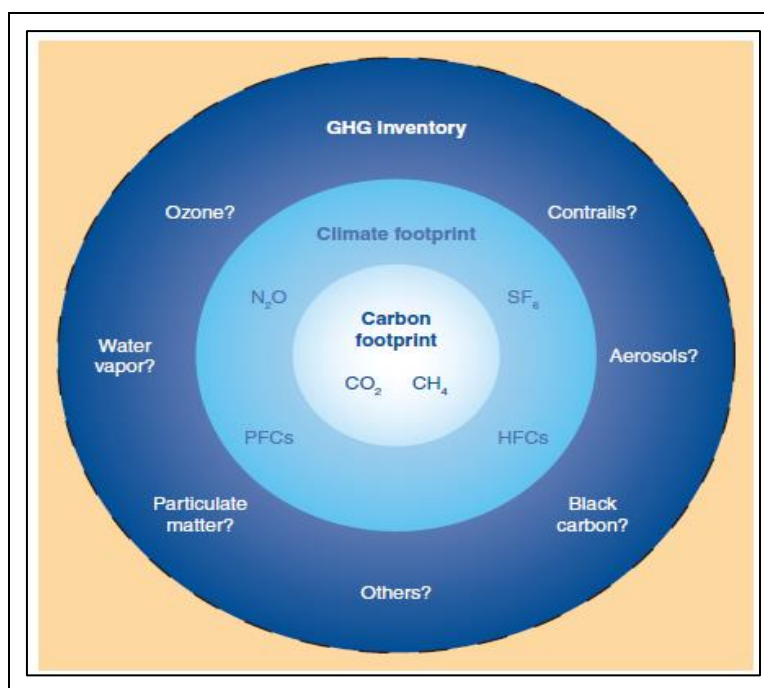 GHG Inventory
Ozone?
Contrails?
Climate footprint
N₂O
SF₆
Carbon
footprint
CO₂ CH₄
Water
vapor?
Aerosols?
PFCs
HFCs
Particulate
matter?
Black
carbon?
Others?